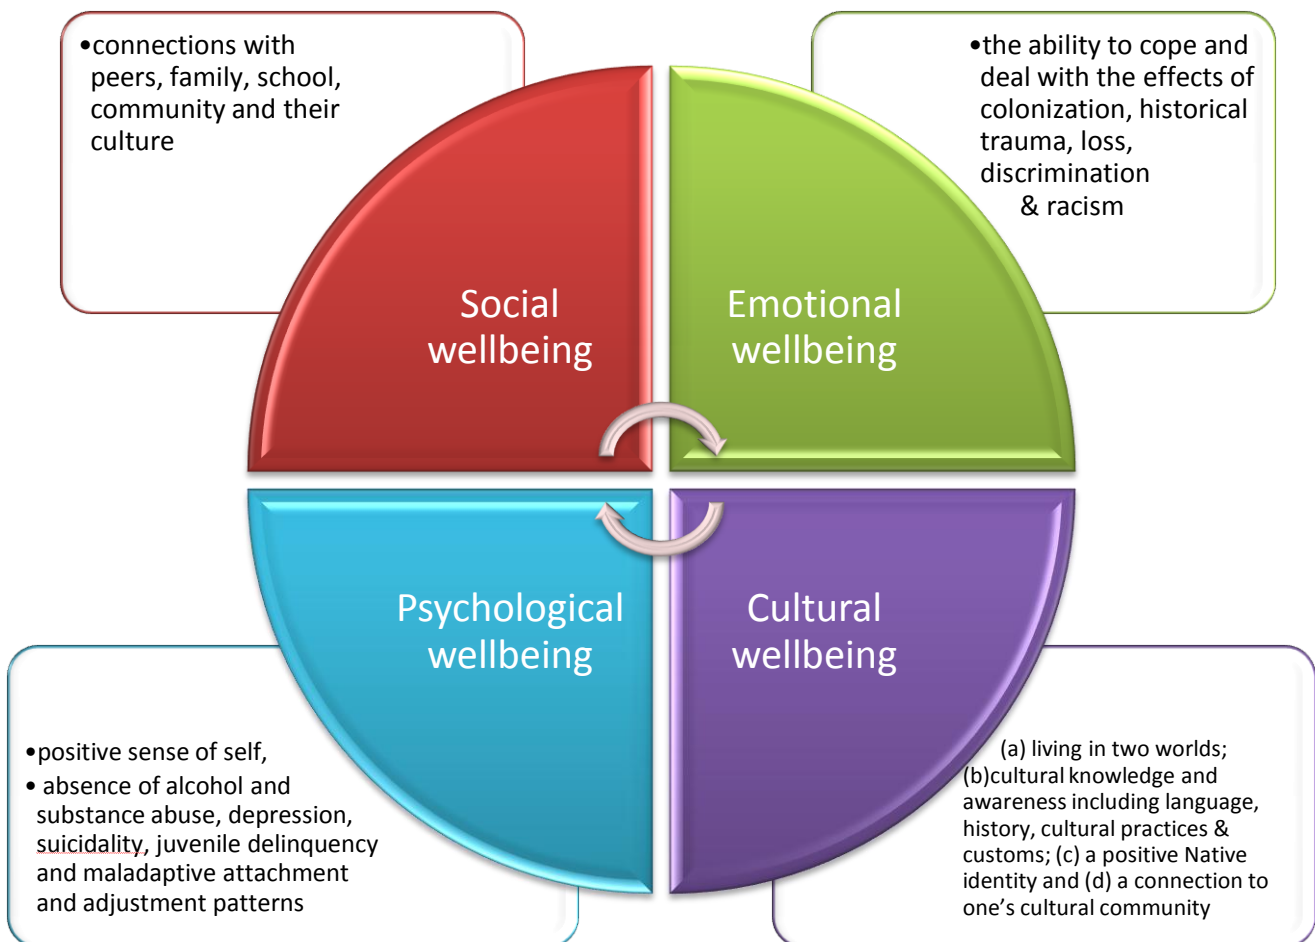 •connections with
peers, family, school,
community and their
culture
•the ability to cope and
deal with the effects of
colonization, historical
trauma, loss,
discrimination
& racism
Social
wellbeing
Emotional
wellbeing
Psychological
wellbeing
Cultural
wellbeing
•positive sense of self,
• absence of alcohol and
substance abuse, depression,
suicidality, juvenile delinquency
and maladaptive attachment
and adjustment patterns
(a) living in two worlds;
(b)cultural knowledge and
awareness including language,
history, cultural practices &
customs; (c) a positive Native
identity and (d) a connection to
one’s cultural community